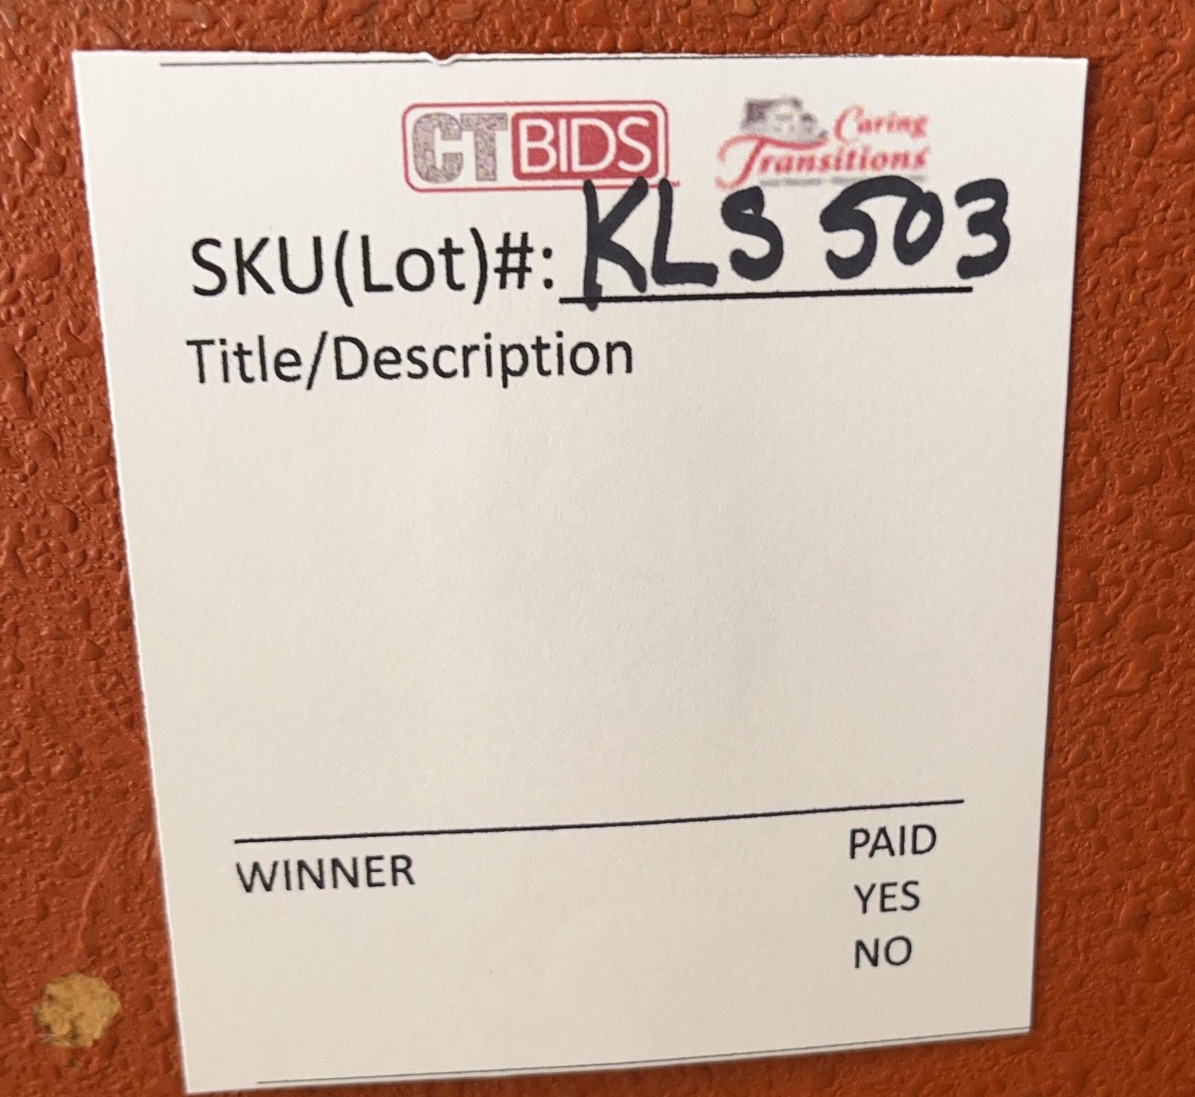 CTBIDS
Caring
Transitions
SKU(Lot)#: KLS 503
Title/Description
WINNER
PAID
YES
NO